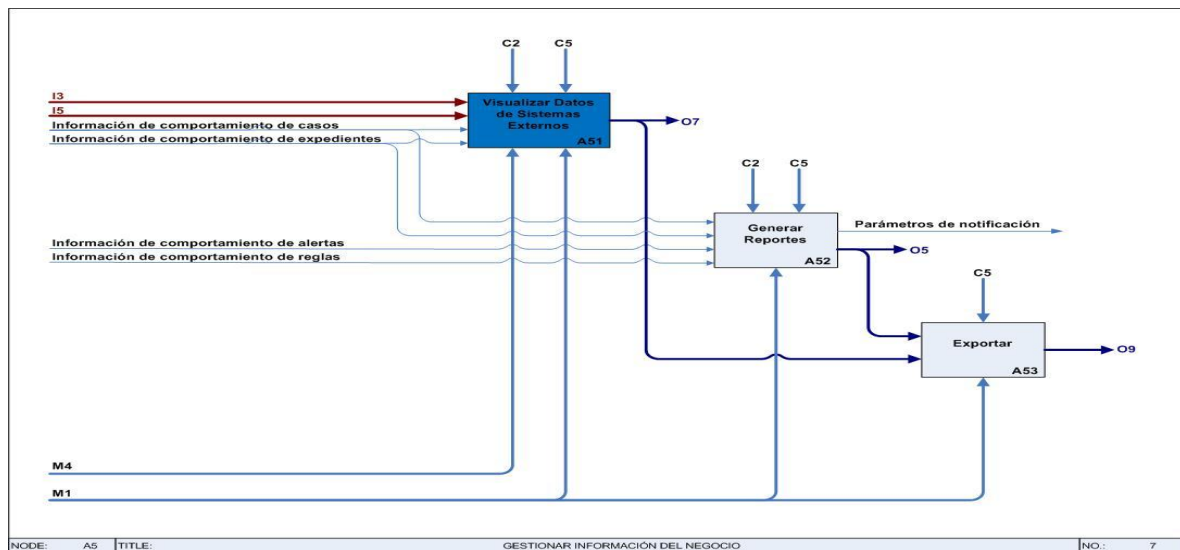 C2 C5
I3
I5
Información de comportamiento de casos
Información de comportamiento de expedientes
Visualizar Datos
de Sistemas
Externos
A51
O7
C2 C5
Información de comportamiento de alertas
Información de comportamiento de reglas
Generar
Reportes
A52
Parámetros de notificación
O5
C5
Exportar
A53
O9
M4
M1
NODE: A5 TITLE: GESTIONAR INFORMACIÓN DEL NEGOCIO NO.: 7